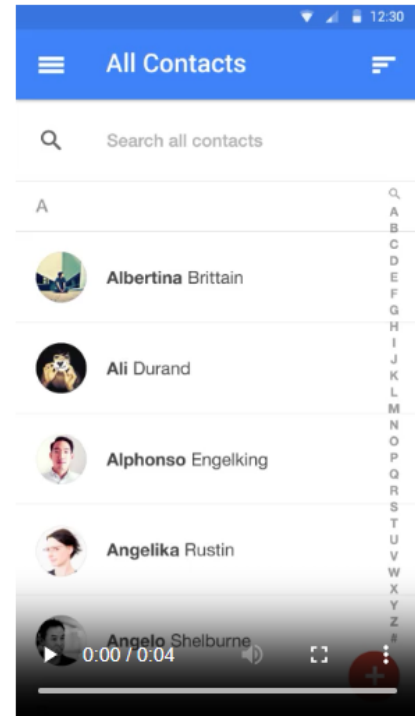 12:30
All Contacts
Search all contacts
A
Albertina Brittain
Ali Durand
Alphonso Engelking
Angelika Rustin
Angelo Shelburne
0:00 / 0:04
A
B
C
D
E
F
G
H
I
J
K
L
M
N
O
P
Q
R
S
T
U
V
W
X
Y
Z
#